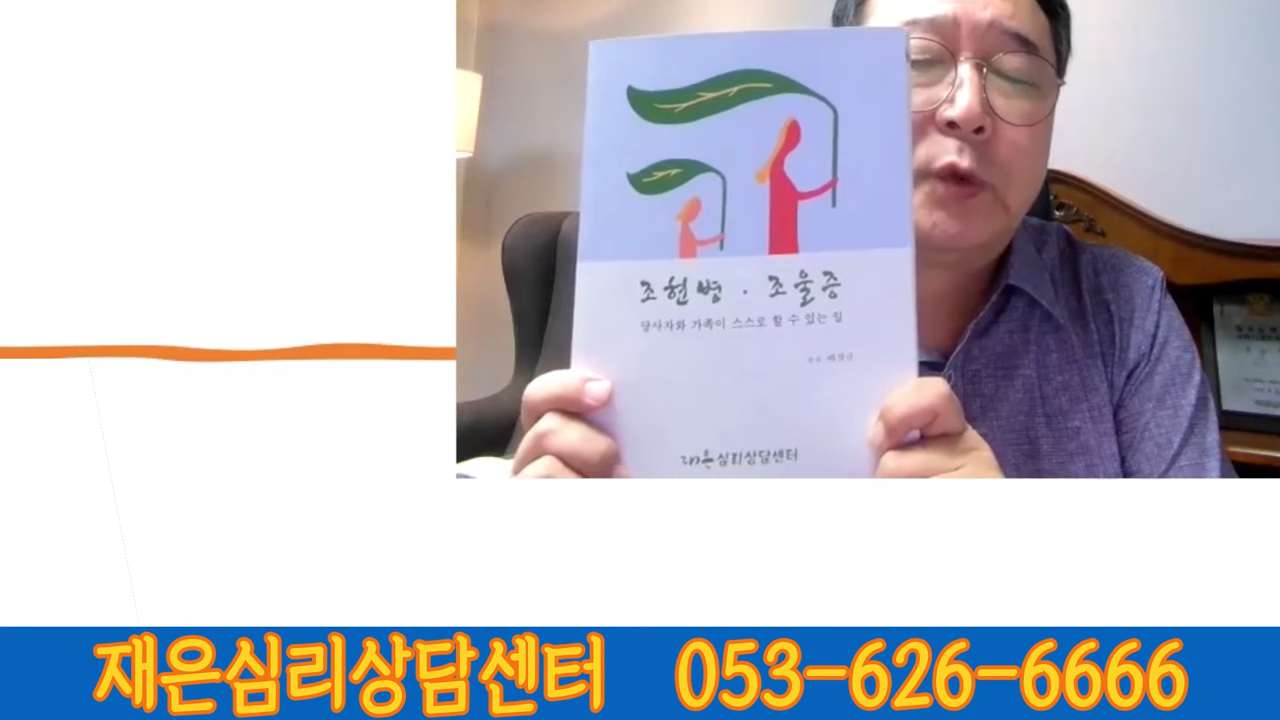 조현병 · 조울증
당사자와 가족이 스스로 할 수 있는 일
재은심리상담센터
재은심리상담센터 053-626-6666